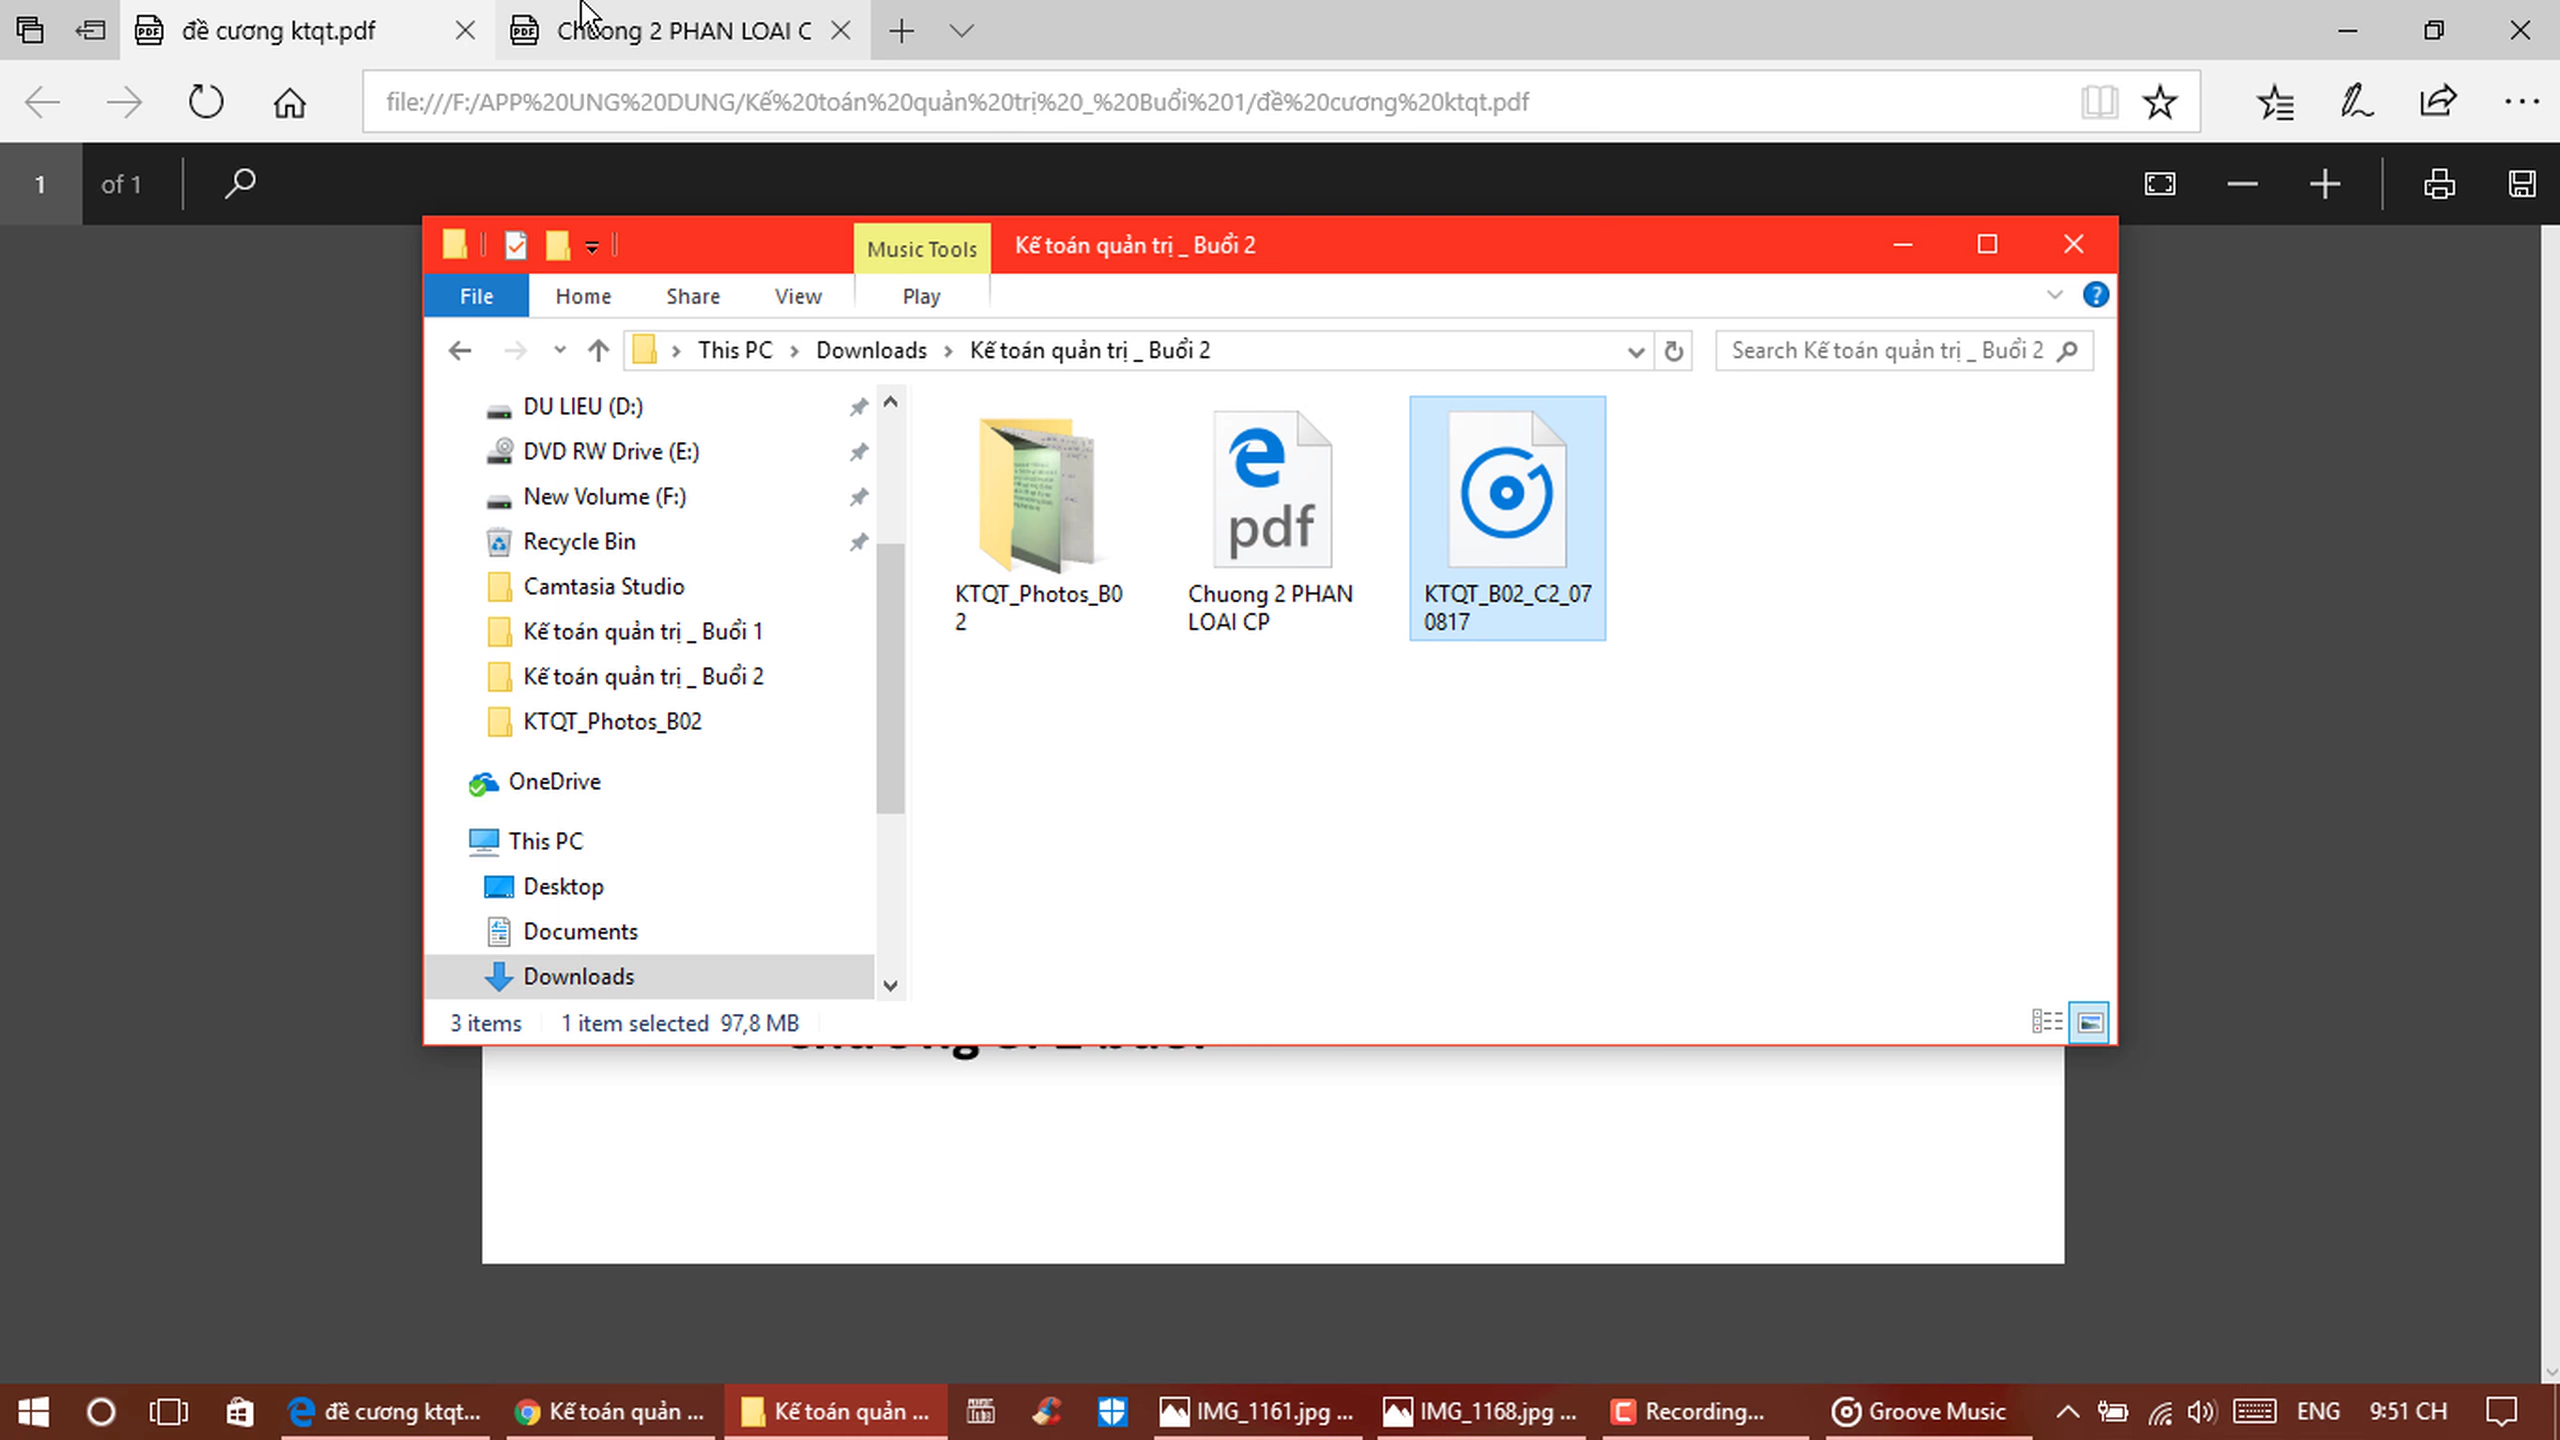 đề cương ktqt.pdf
Chuong 2 PHAN LOAI C
file:///F:/APP%20UNG%20DUNG/Kế%20toán%20quản%20trị%20_%20Buổi%201/đề%20cương%20ktqt.pdf
1 of 1
Music Tools
Kế toán quản trị _ Buổi 2
File Home Share View Play
This PC Downloads Kế toán quản trị _ Buổi 2
Search Kế toán quản trị _ Buổi 2
DU LIEU (D:)
DVD RW Drive (E:)
New Volume (F:)
Recycle Bin
Camtasia Studio
Kế toán quản trị _ Buổi 1
Kế toán quản trị _ Buổi 2
KTQT_Photos_B02
OneDrive
This PC
Desktop
Documents
Downloads
KTQT_Photos_B0
2
pdf
Chuong 2 PHAN
LOAI CP
KTQT_B02_C2_07
0817
3 items 1 item selected 97,8 MB
đề cương ktqt... Kế toán quản ... Kế toán quản ... IMG_1161.jpg ... IMG_1168.jpg ... Recording... Groove Music ENG 9:51 CH